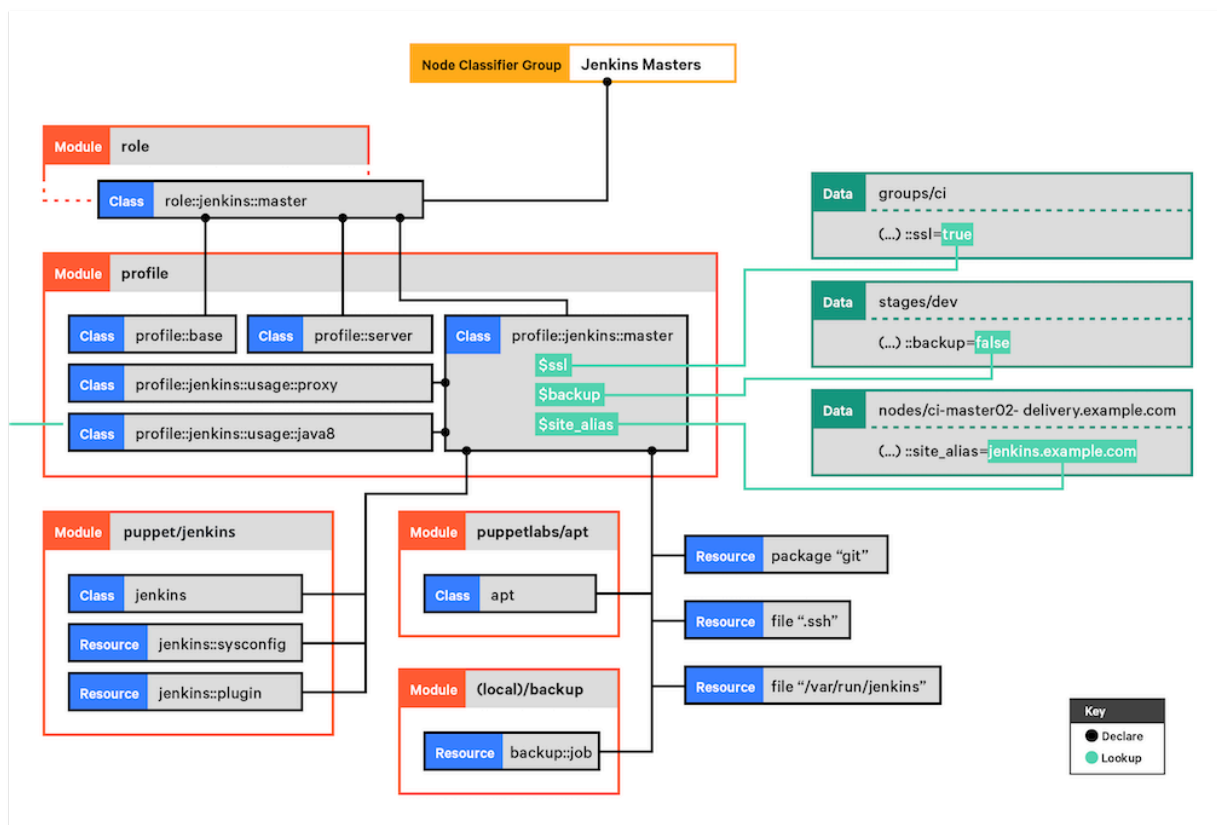 Node Classifier Group Jenkins Masters
Module role
Class role::jenkins::master
Data groups/ci
(...) ::ssl=true
Module profile
Class profile::base
Class profile::server
Class profile::jenkins::master
$ssl
$backup
$site_alias
Class profile::jenkins::usage::proxy
Class profile::jenkins::usage::java8
Data stages/dev
(...) ::backup=false
Data nodes/ci-master02- delivery.example.com
(...) ::site_alias=jenkins.example.com
Module puppet/jenkins
Class jenkins
Resource jenkins::sysconfig
Resource jenkins::plugin
Module puppetlabs/apt
Class apt
Module (local)/backup
Resource backup::job
Resource package “git”
Resource file “.ssh”
Resource file “/var/run/jenkins”
Key
Declare
Lookup